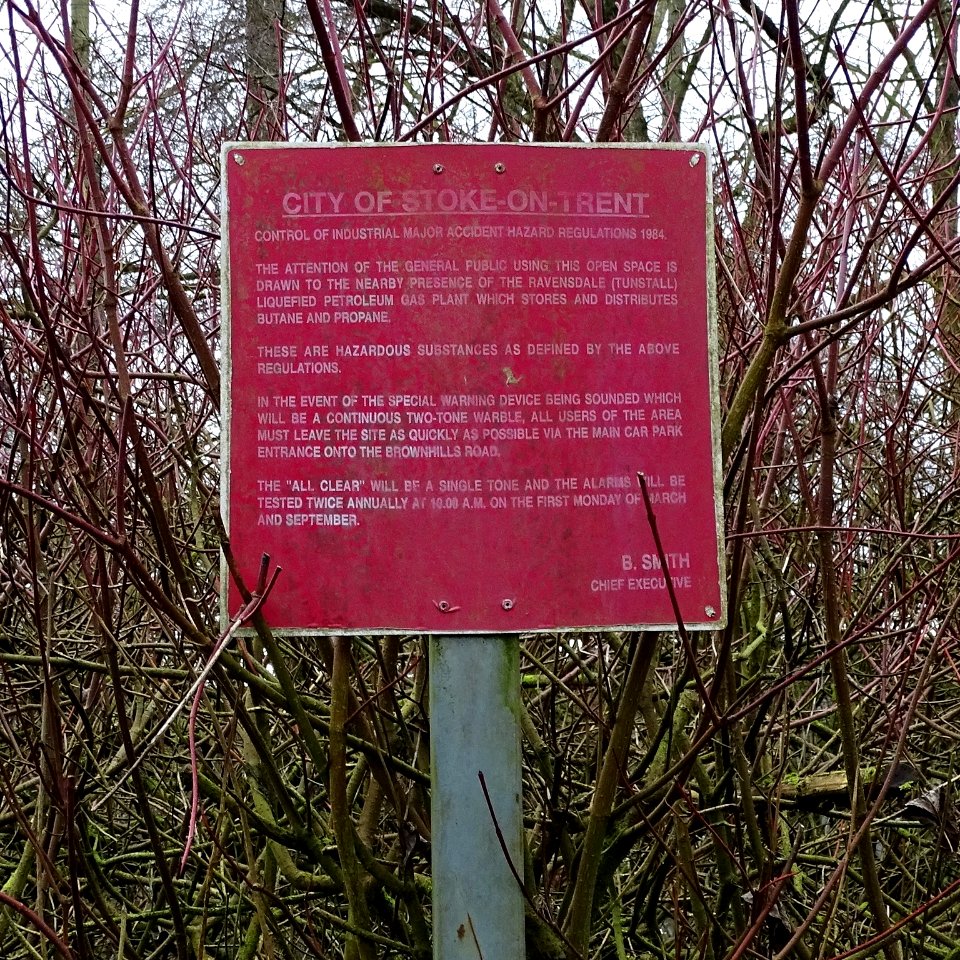 CITY OF STOKE-ON-TRENT
CONTROL OF INDUSTRIAL MAJOR ACCIDENT HAZARD REGULATIONS 1984.
THE ATTENTION OF THE GENERAL PUBLIC USING THIS OPEN SPACE IS
DRAWN TO THE NEARBY PRESENCE OF THE RAVENSDALE (TUNSTALL)
LIQUEFIED PETROLEUM GAS PLANT WHICH STORES AND DISTRIBUTES
BUTANE AND PROPANE.
THESE ARE HAZARDOUS SUBSTANCES AS DEFINED BY THE ABOVE
REGULATIONS.
IN THE EVENT OF THE SPECIAL WARNING DEVICE BEING SOUNDED WHICH
WILL BE A CONTINUOUS TWO-TONE WARBLE, ALL USERS OF THE AREA
MUST LEAVE THE SITE AS QUICKLY AS POSSIBLE VIA THE MAIN CAR PARK
ENTRANCE ONTO THE BROWNHILLS ROAD.
THE "ALL CLEAR" WILL BE A SINGLE TONE AND THE ALARMS WILL BE
TESTED TWICE ANNUALLY AT 10.00 A.M. ON THE FIRST MONDAY OF MARCH
AND SEPTEMBER.
B. SMITH
CHIEF EXECUTIVE